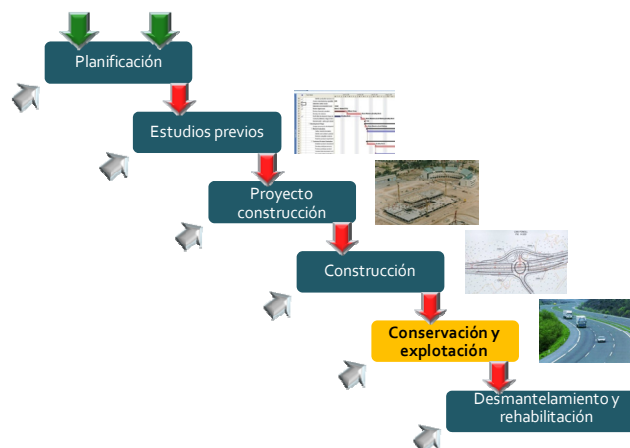 Planificación
Estudios previos
Proyecto
construcción
Construcción
Conservación y
explotación
Desmantelamiento y
rehabilitación